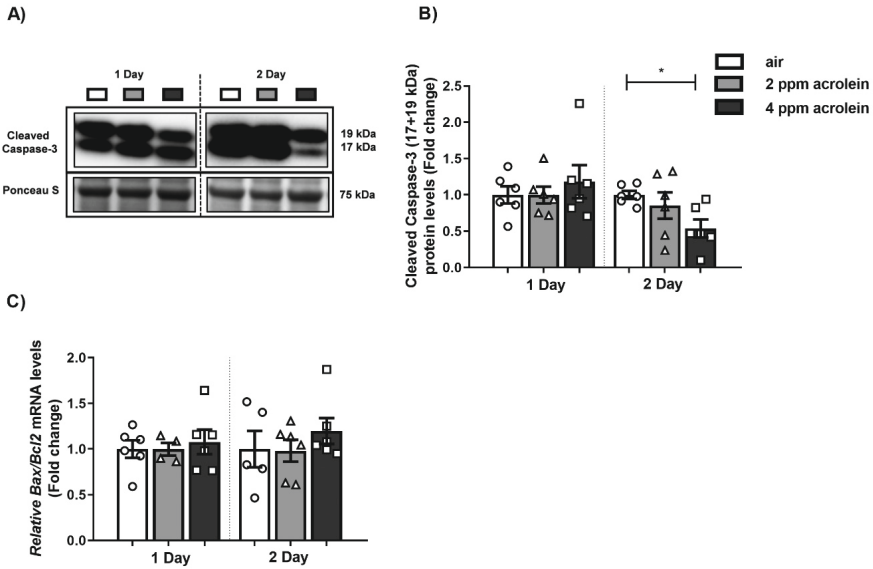 A)
1 Day
2 Day
Cleaved
Caspase-3
19 kDa
17 kDa
Ponceau S
75 kDa
B)
Cleaved Caspase-3 (17+19 kDa)
protein levels (Fold change)
2.5
2.0
1.5
1.0
0.5
0.0
*
1 Day
2 Day
air
2 ppm acrolein
4 ppm acrolein
C)
Relative Bax/Bcl2 mRNA levels
(Fold change)
2.0
1.5
1.0
0.5
0.0
1 Day
2 Day